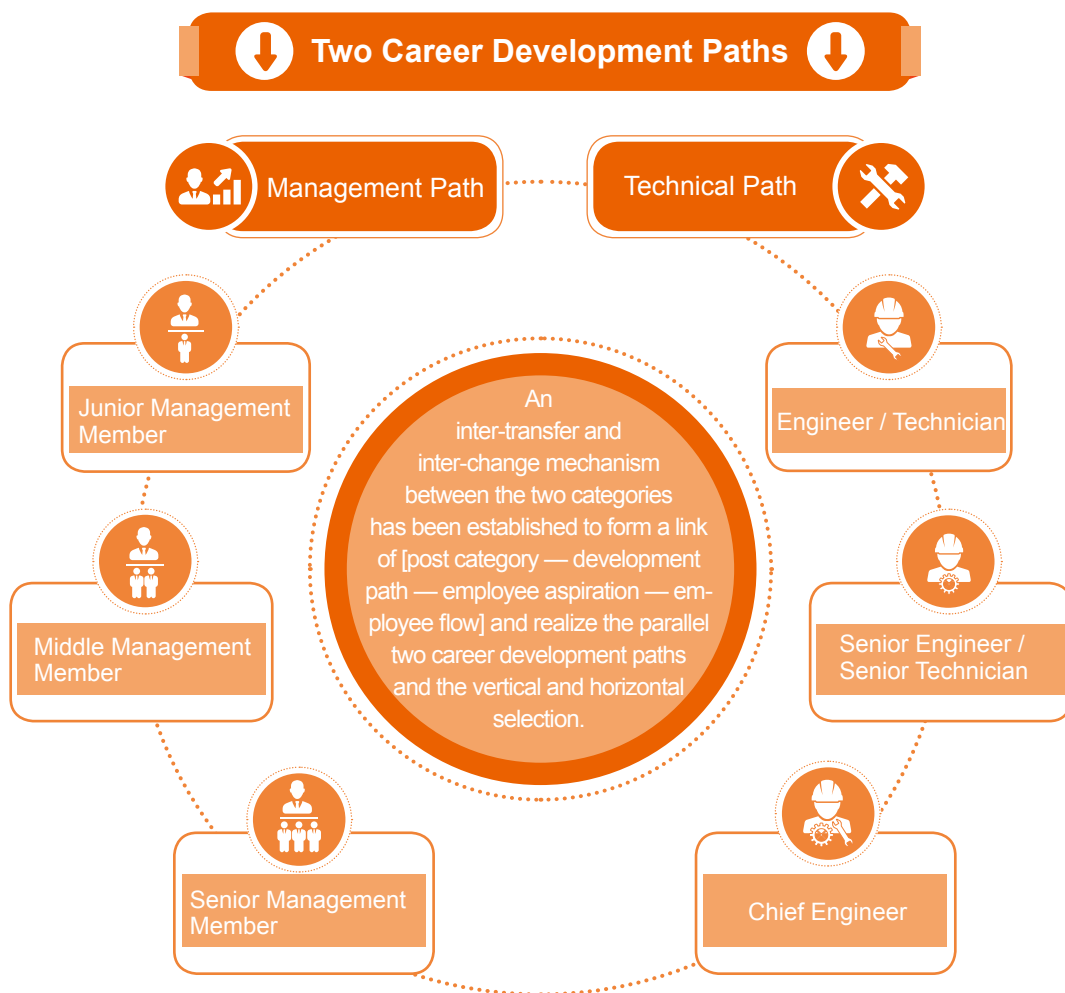 Two Career Development Paths
Management Path
Technical Path
Junior Management
Member
Engineer / Technician
An
inter-transfer and
inter-change mechanism
between the two categories
has been established to form a link
of [post category — development
path — employee aspiration — em-
ployee flow] and realize the parallel
two career development paths
and the vertical and horizontal
selection.
Middle Management
Member
Senior Engineer /
Senior Technician
Senior Management
Member
Chief Engineer